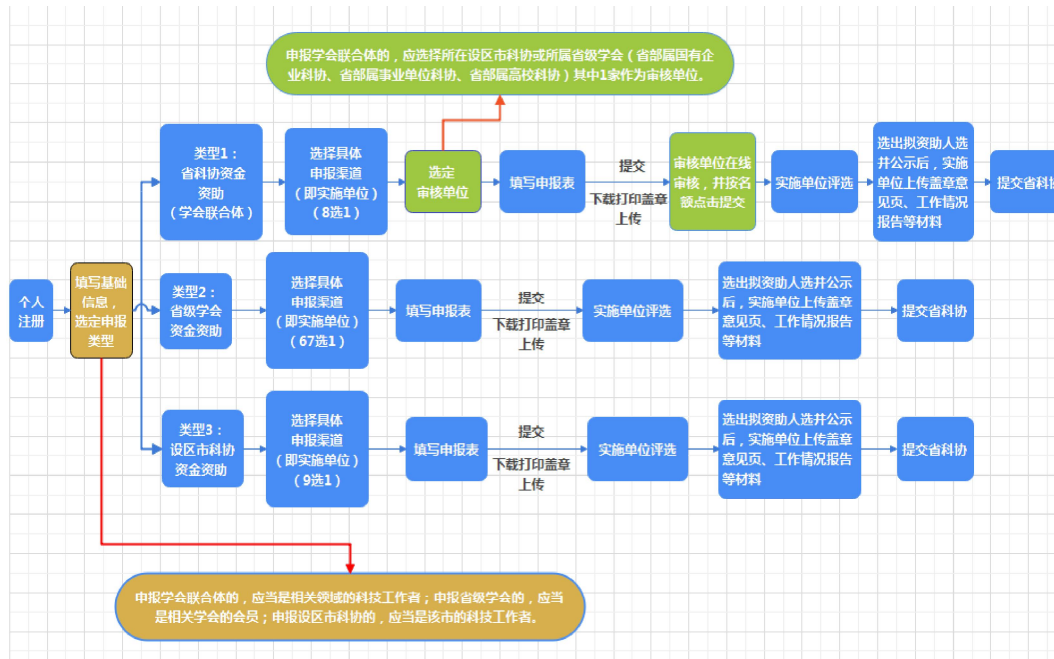 申报学会联合体的，应选择所在设区市科协或所属省级学会（省部属国有企
业科协、省部属事业单位科协、省部属高校科协）其中1家作为审核单位。
类型1：
省科协资金
资助
（学会联合体）
选择具体
申报渠道
（即实施单位）
（8选1）
选定
审核单位
填写申报表
提交
下载打印盖章
上传
审核单位在线
审核，并按名
额点击提交
实施单位评选
选出拟资助人选
并公示后，实施
单位上传盖章意
见页、工作情况
报告等材料
提交省科协
个人
注册
填写基础
信息，
选定申报
类型
类型2：
省级学会
资金资助
选择具体
申报渠道
（即实施单位）
（67选1）
填写申报表
提交
下载打印盖章
上传
实施单位评选
选出拟资助人选并公示
后，实施单位上传盖章
意见页、工作情况报告
等材料
提交省科协
类型3：
设区市科协
资金资助
选择具体
申报渠道
（即实施单位）
（9选1）
填写申报表
提交
下载打印盖章
上传
实施单位评选
选出拟资助人选并公示
后，实施单位上传盖章
意见页、工作情况报告
等材料
提交省科协
申报学会联合体的，应当是相关领域的科技工作者；申报省级学会的，应当
是相关学会的会员；申报设区市科协的，应当是该市的科技工作者。